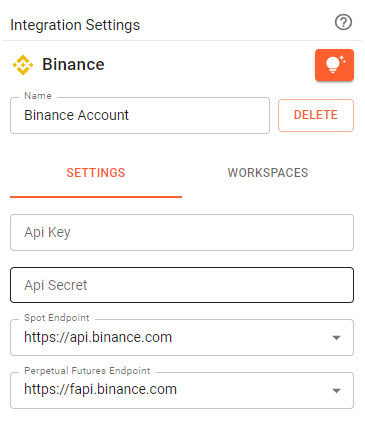 Integration Settings
Binance
Name
Binance Account
DELETE
SETTINGS
WORKSPACES
Api Key
Api Secret
Spot Endpoint
https://api.binance.com
Perpetual Futures Endpoint
https://fapi.binance.com